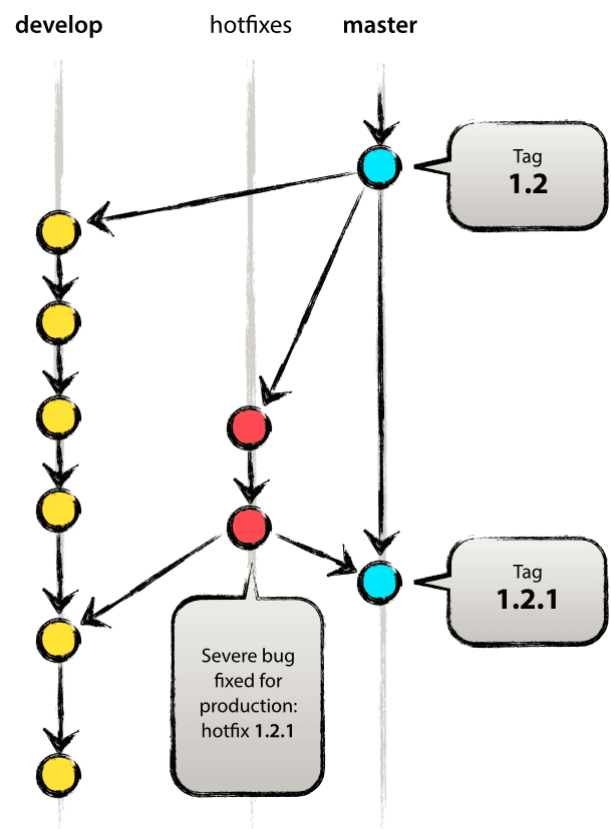 develop
hotfixes
master
Tag
1.2
Tag
1.2.1
Severe bug
fixed for
production:
hotfix 1.2.1